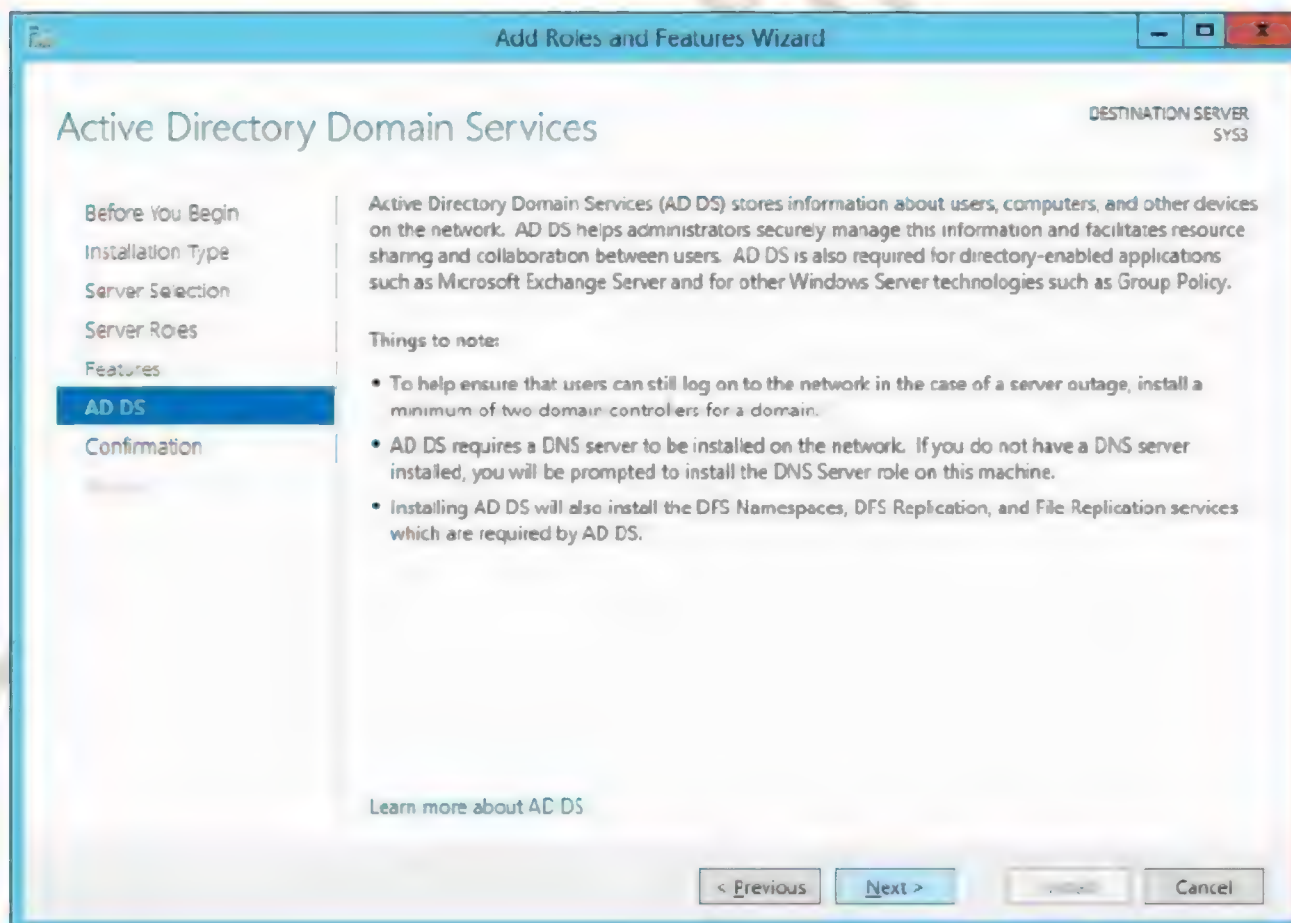 Add Roles and Features Wizard
Active Directory Domain Services
DESTINATION SERVER
SYS3
Before You Begin
Installation Type
Server Selection
Server Roles
Features
AD DS
Confirmation
Active Directory Domain Services (AD DS) stores information about users, computers, and other devices
on the network. AD DS helps administrators securely manage this information and facilitates resource
sharing and collaboration between users. AD DS is also required for directory-enabled applications
such as Microsoft Exchange Server and for other Windows Server technologies such as Group Policy.
Things to note:
• To help ensure that users can still log on to the network in the case of a server outage, install a
minimum of two domain controllers for a domain.
• AD DS requires a DNS server to be installed on the network. If you do not have a DNS server
installed, you will be prompted to install the DNS Server role on this machine.
• Installing AD DS will also install the DFS Namespaces, DFS Replication, and File Replication services
which are required by AD DS.
Learn more about AD DS
< Previous
Next >
Cancel